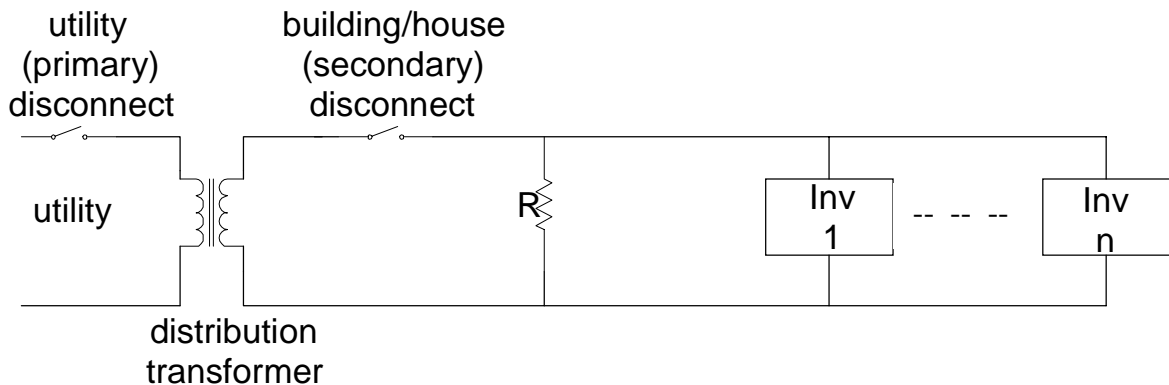 utility
(primary)
disconnect
building/house
(secondary)
disconnect
utility
R
Inv
1
-- -- --
Inv
n
distribution
transformer